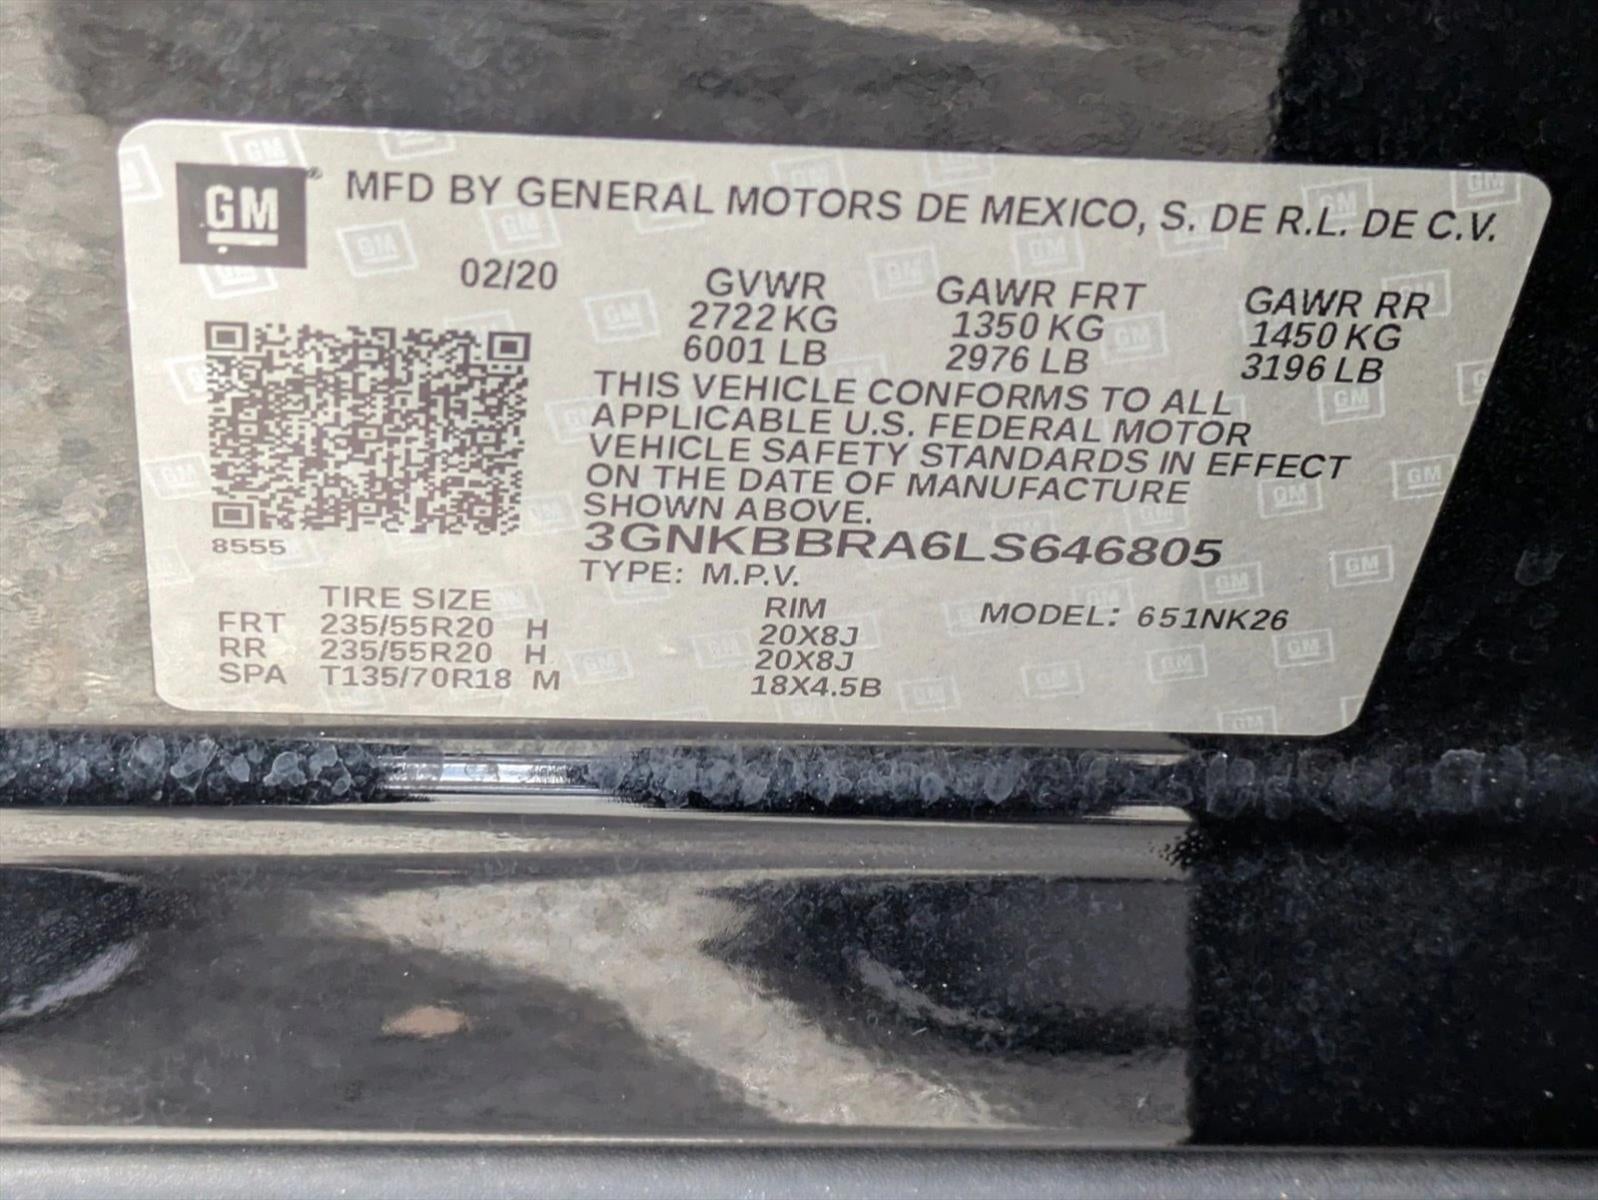 GM MFD BY GENERAL MOTORS DE MEXICO, S. DE R.L. DE C.V.
02/20
GVWR GAWR FRT GAWR RR
2722 KG 1350 KG 1450 KG
6001 LB 2976 LB 3196 LB
THIS VEHICLE CONFORMS TO ALL
APPLICABLE U.S. FEDERAL MOTOR
VEHICLE SAFETY STANDARDS IN EFFECT
ON THE DATE OF MANUFACTURE
SHOWN ABOVE.
8555
3GNKBBRA6LS646805
TYPE: M.P.V.
TIRE SIZE RIM MODEL: 651NK26
FRT 235/55R20 H 20X8J
RR 235/55R20 H 20X8J
SPA T135/70R18 M 18X4.5B